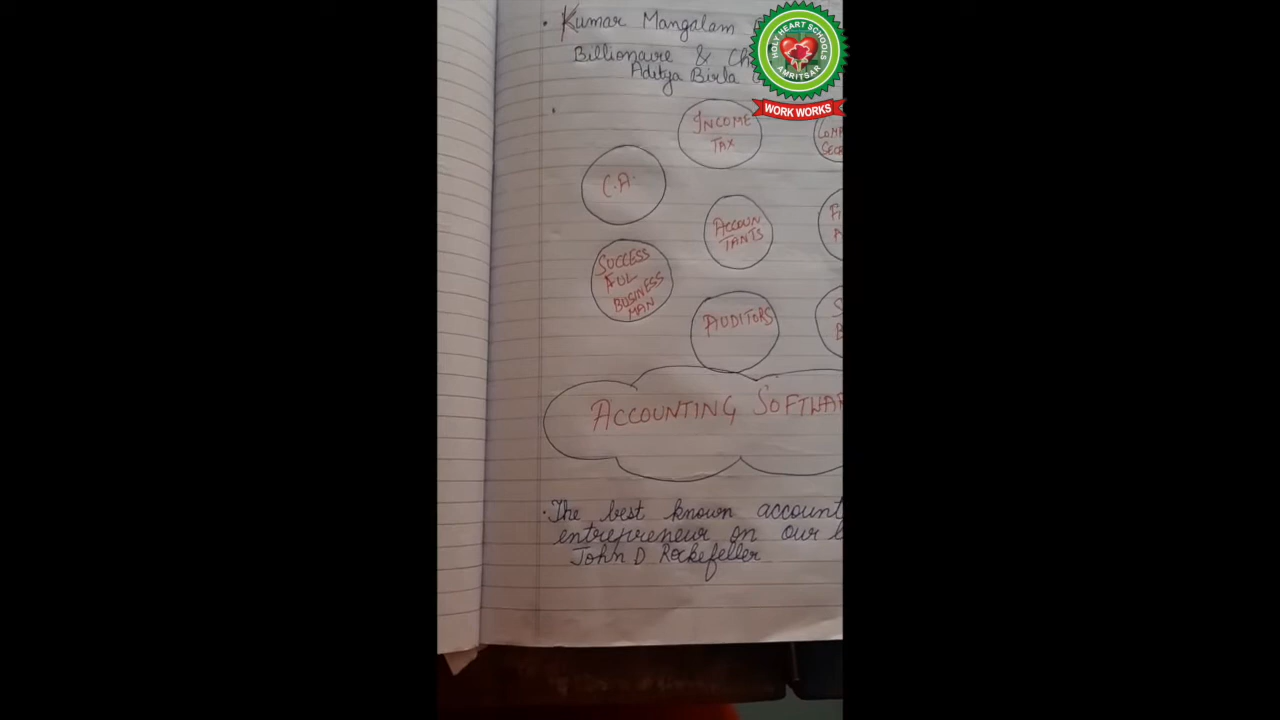 Kumar Mangalam
Billionaire &
Aditya Birla
HOLY HEART SCHOOLS
AMRITSAR
WORK WORKS
INCOME
TAX
C.A.
ACCOUN
TANTS
SUCCESS
FUL
BUSINESS
MAN
AUDITORS
ACCOUNTING SOFTWAR
The best known account
entrepreneur on our
John D Rockefeller